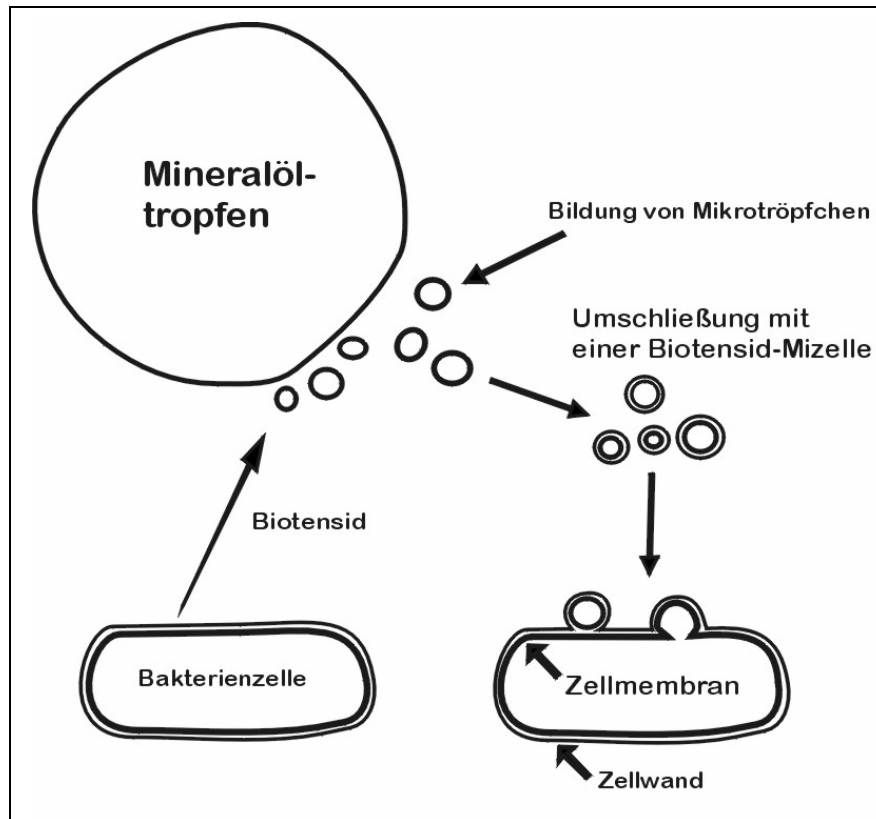 Mineralöl-
tropfen
Bildung von Mikrotröpfchen
Umschließung mit
einer Biotensid-Mizelle
Biotensid
Bakterienzelle
Zellmembran
Zellwand